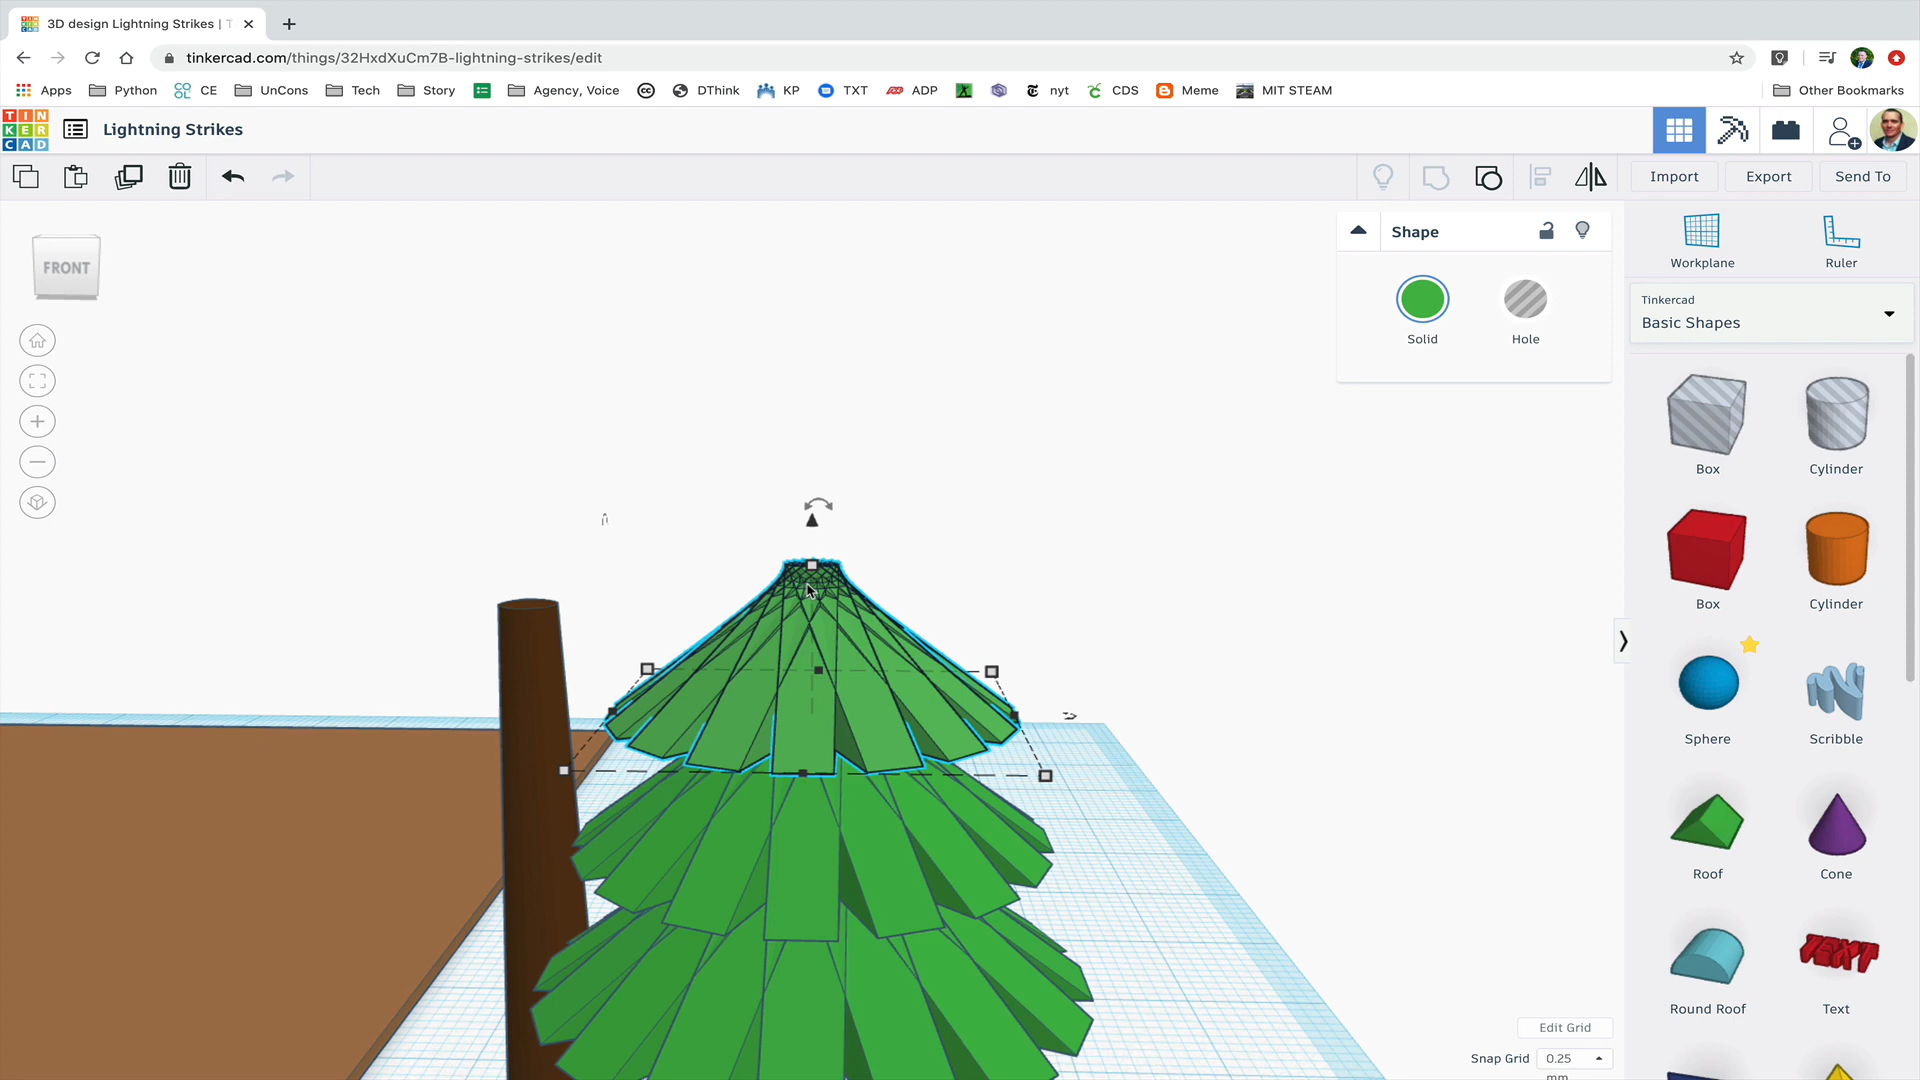 3D design Lightning Strikes | T
tinkercad.com/things/32HxdXuCm7B-lightning-strikes/edit
Apps Python CE UnCons Tech Story Agency, Voice DThink KP TXT ADP nyt CDS Meme MIT STEAM Other Bookmarks
TIN
KER
CAD
Lightning Strikes
Import Export Send To
FRONT
Shape
Solid Hole
Workplane Ruler
Tinkercad
Basic Shapes
Box Cylinder
Box Cylinder
Sphere Scribble
Roof Cone
TEXT
Round Roof Text
Edit Grid
Snap Grid 0.25
mm